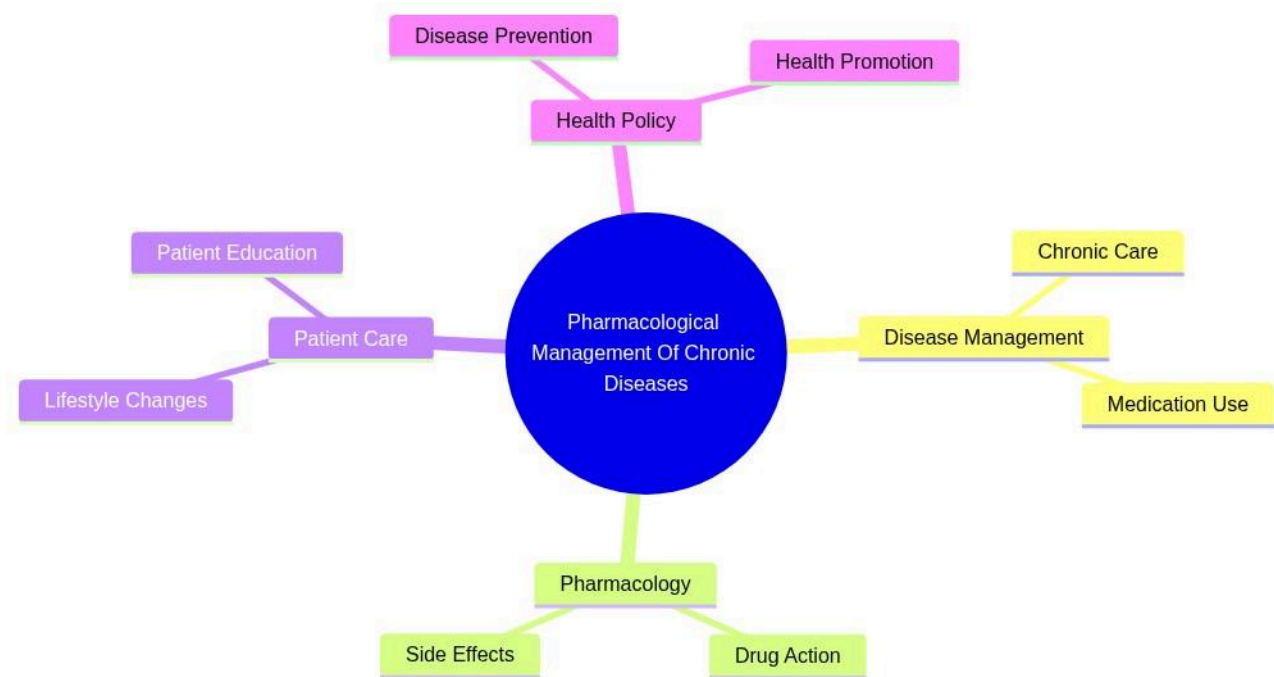 Disease Prevention
Health Promotion
Health Policy
Patient Education
Chronic Care
Patient Care
Pharmacological
Management Of Chronic
Diseases
Disease Management
Lifestyle Changes
Medication Use
Pharmacology
Side Effects
Drug Action